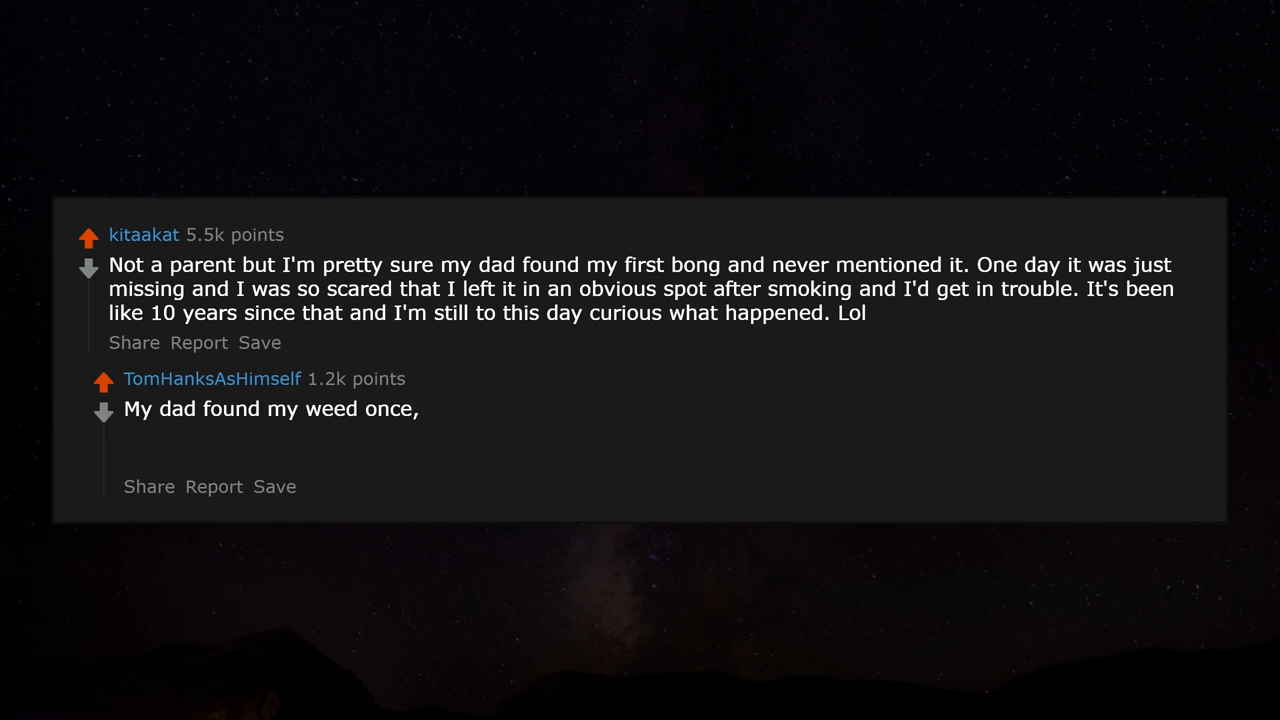 kitaakat 5.5k points
Not a parent but I'm pretty sure my dad found my first bong and never mentioned it. One day it was just
missing and I was so scared that I left it in an obvious spot after smoking and I'd get in trouble. It's been
like 10 years since that and I'm still to this day curious what happened. Lol
Share Report Save
TomHanksAsHimself 1.2k points
My dad found my weed once,
Share Report Save